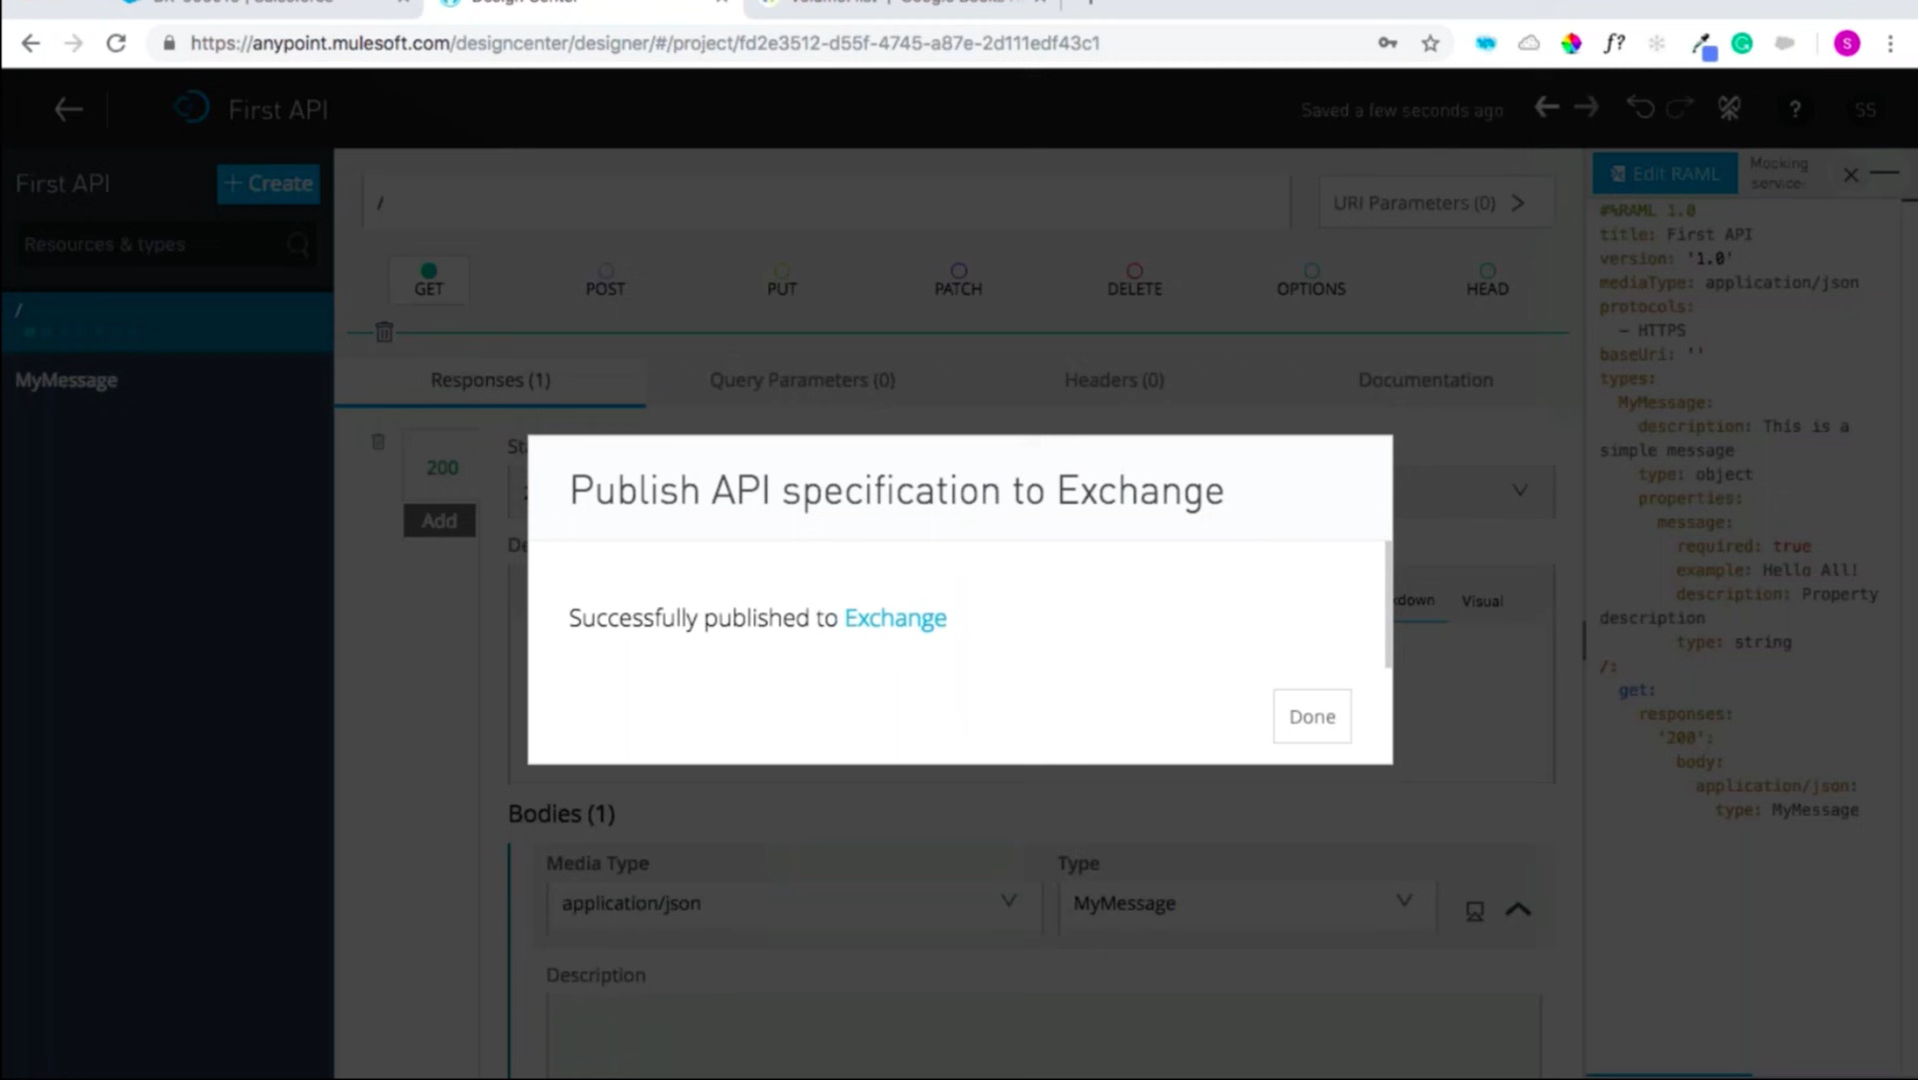 Design Center
https://anypoint.mulesoft.com/designcenter/designer/#/project/fd2e3512-d55f-4745-a87e-2d111edf43c1
f?
S
First API
Saved a few seconds ago
?
SS
First API
+ Create
Resources & types
/
MyMessage
/
URI Parameters (0)
GET
POST
PUT
PATCH
DELETE
OPTIONS
HEAD
Responses (1)
Query Parameters (0)
Headers (0)
Documentation
200
Add
Publish API specification to Exchange
Successfully published to Exchange
Done
Visual
Bodies (1)
Media Type
Type
application/json
MyMessage
Description
Edit RAML
Mocking
service:
#%RAML 1.0
title: First API
version: '1.0'
mediaType: application/json
protocols:
- HTTPS
baseUri: ''
types:
MyMessage:
description: This is a
simple message
type: object
properties:
message:
required: true
example: Hello All!
description: Property
description
type: string
/:
get:
responses:
'200':
body:
application/json:
type: MyMessage